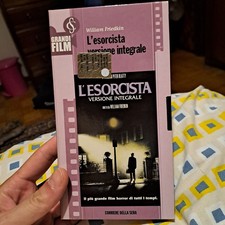 GRANDI
FILM
William Friedkin
L'esorcista
versione integrale
L'ESORCISTA
VERSIONE INTEGRALE
Il più grande film horror di tutti i tempi.
CORRIERE DELLA SERA